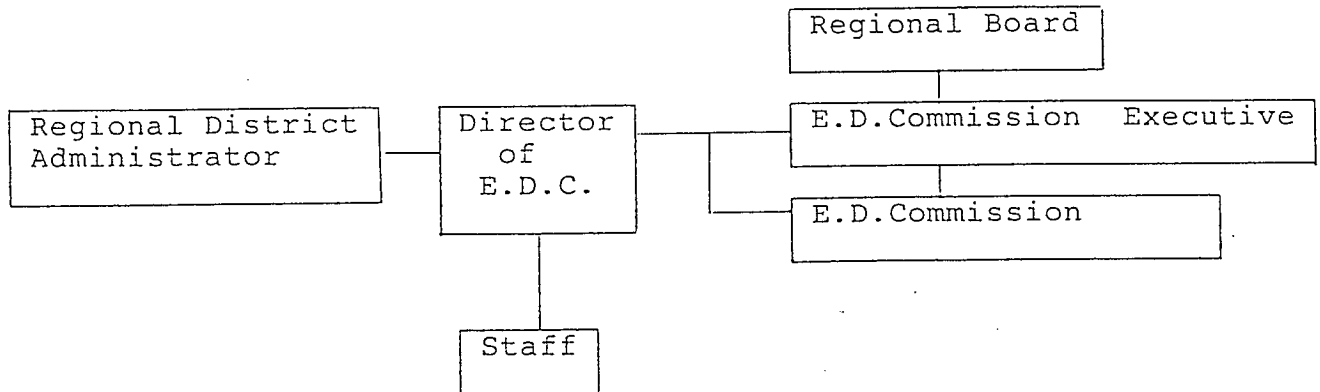 Regional Board
Regional District
Administrator
Director
of
E.D.C.
E.D.Commission Executive
E.D.Commission
Staff